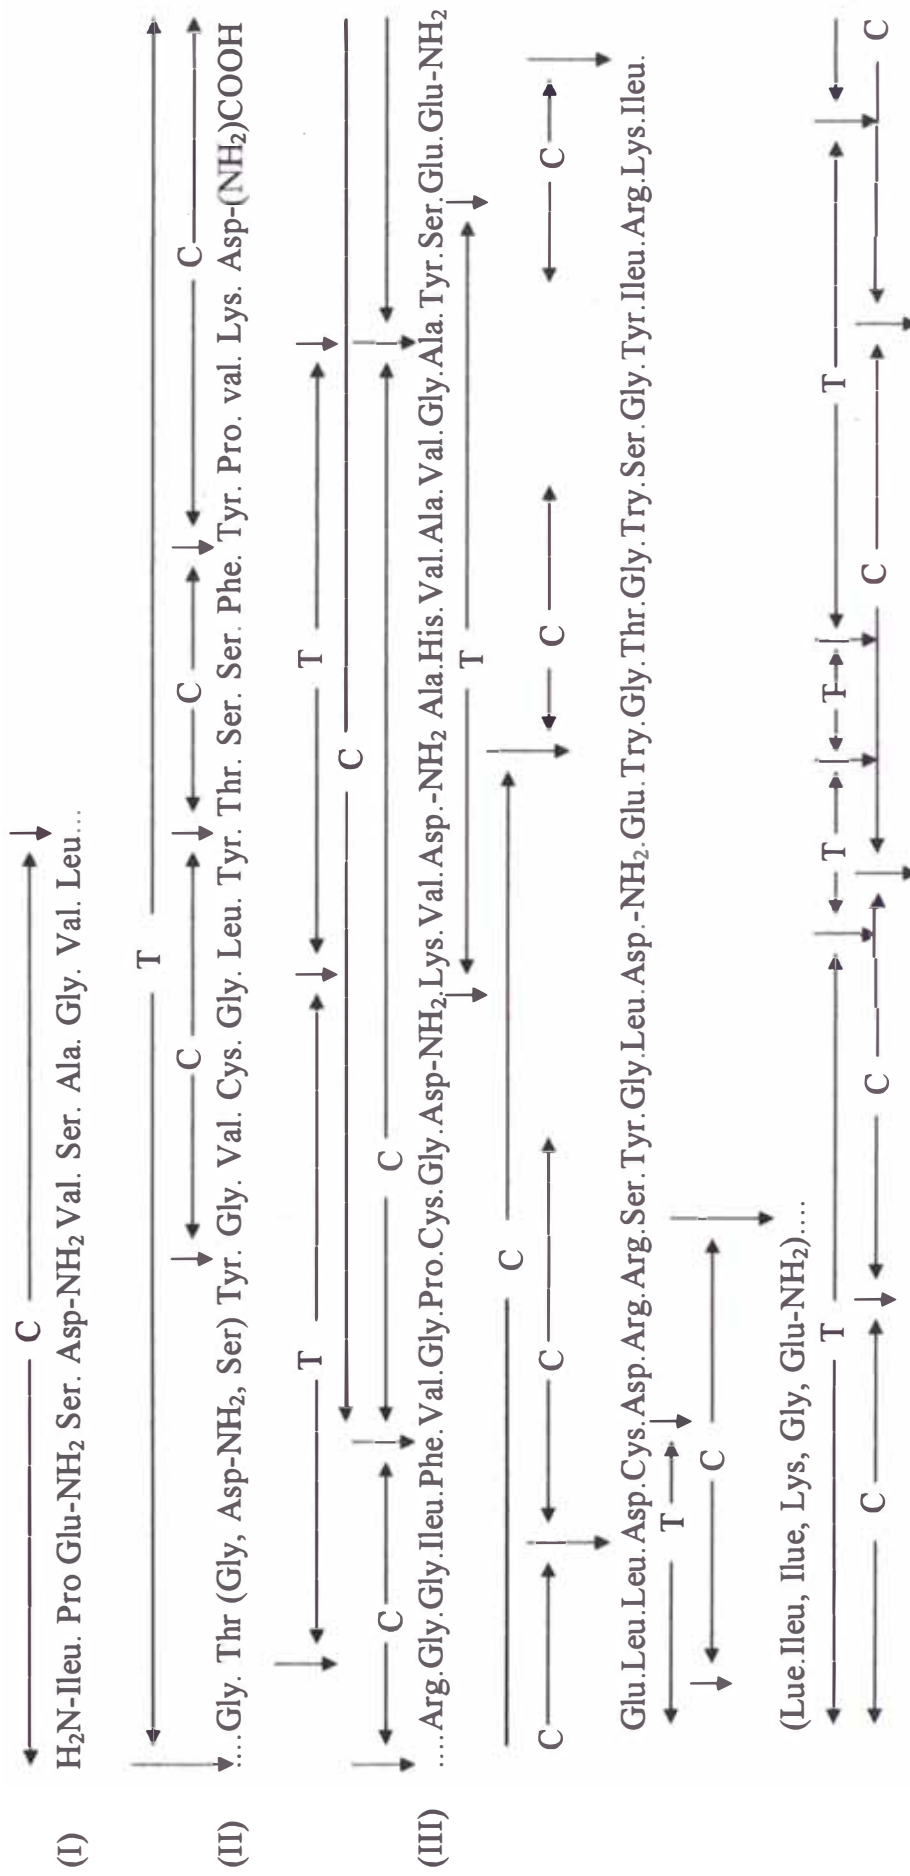 C
(I) H₂N-Ileu. Pro Glu-NH₂ Ser. Asp-NH₂ Val. Ser. Ala. Gly. Val. Leu...
T
C C C
(II) ....Gly. Thr (Gly, Asp-NH₂, Ser) Tyr. Gly. Val. Cys. Gly. Leu. Tyr. Thr. Ser. Ser. Phe. Tyr. Pro. val. Lys. Asp-(NH₂)COOH
T T
C
C C
(III) ....Arg.Gly.Gly.Ileu.Phe.Val.Gly.Pro.Cys.Gly.Asp-NH₂.Lys.Val.Asp.-NH₂ Ala.His.Val.Ala.Val.Gly.Ala.Tyr.Ser.Glu.Glu-NH₂
T
C
C C C C
Glu.Leu.Leu.Asp.Cys.Asp.Arg.Arg.Ser.Tyr.Gly.Leu.Asp.-NH₂.Glu.Try.Gly.Thr.Gly.Try.Ser.Gly.Tyr.Ileu.Arg.Lys.Ileu.
T
C
(Lue.Ileu, Ilue, Lys, Gly, Glu-NH₂)....
T T T T
C C C C